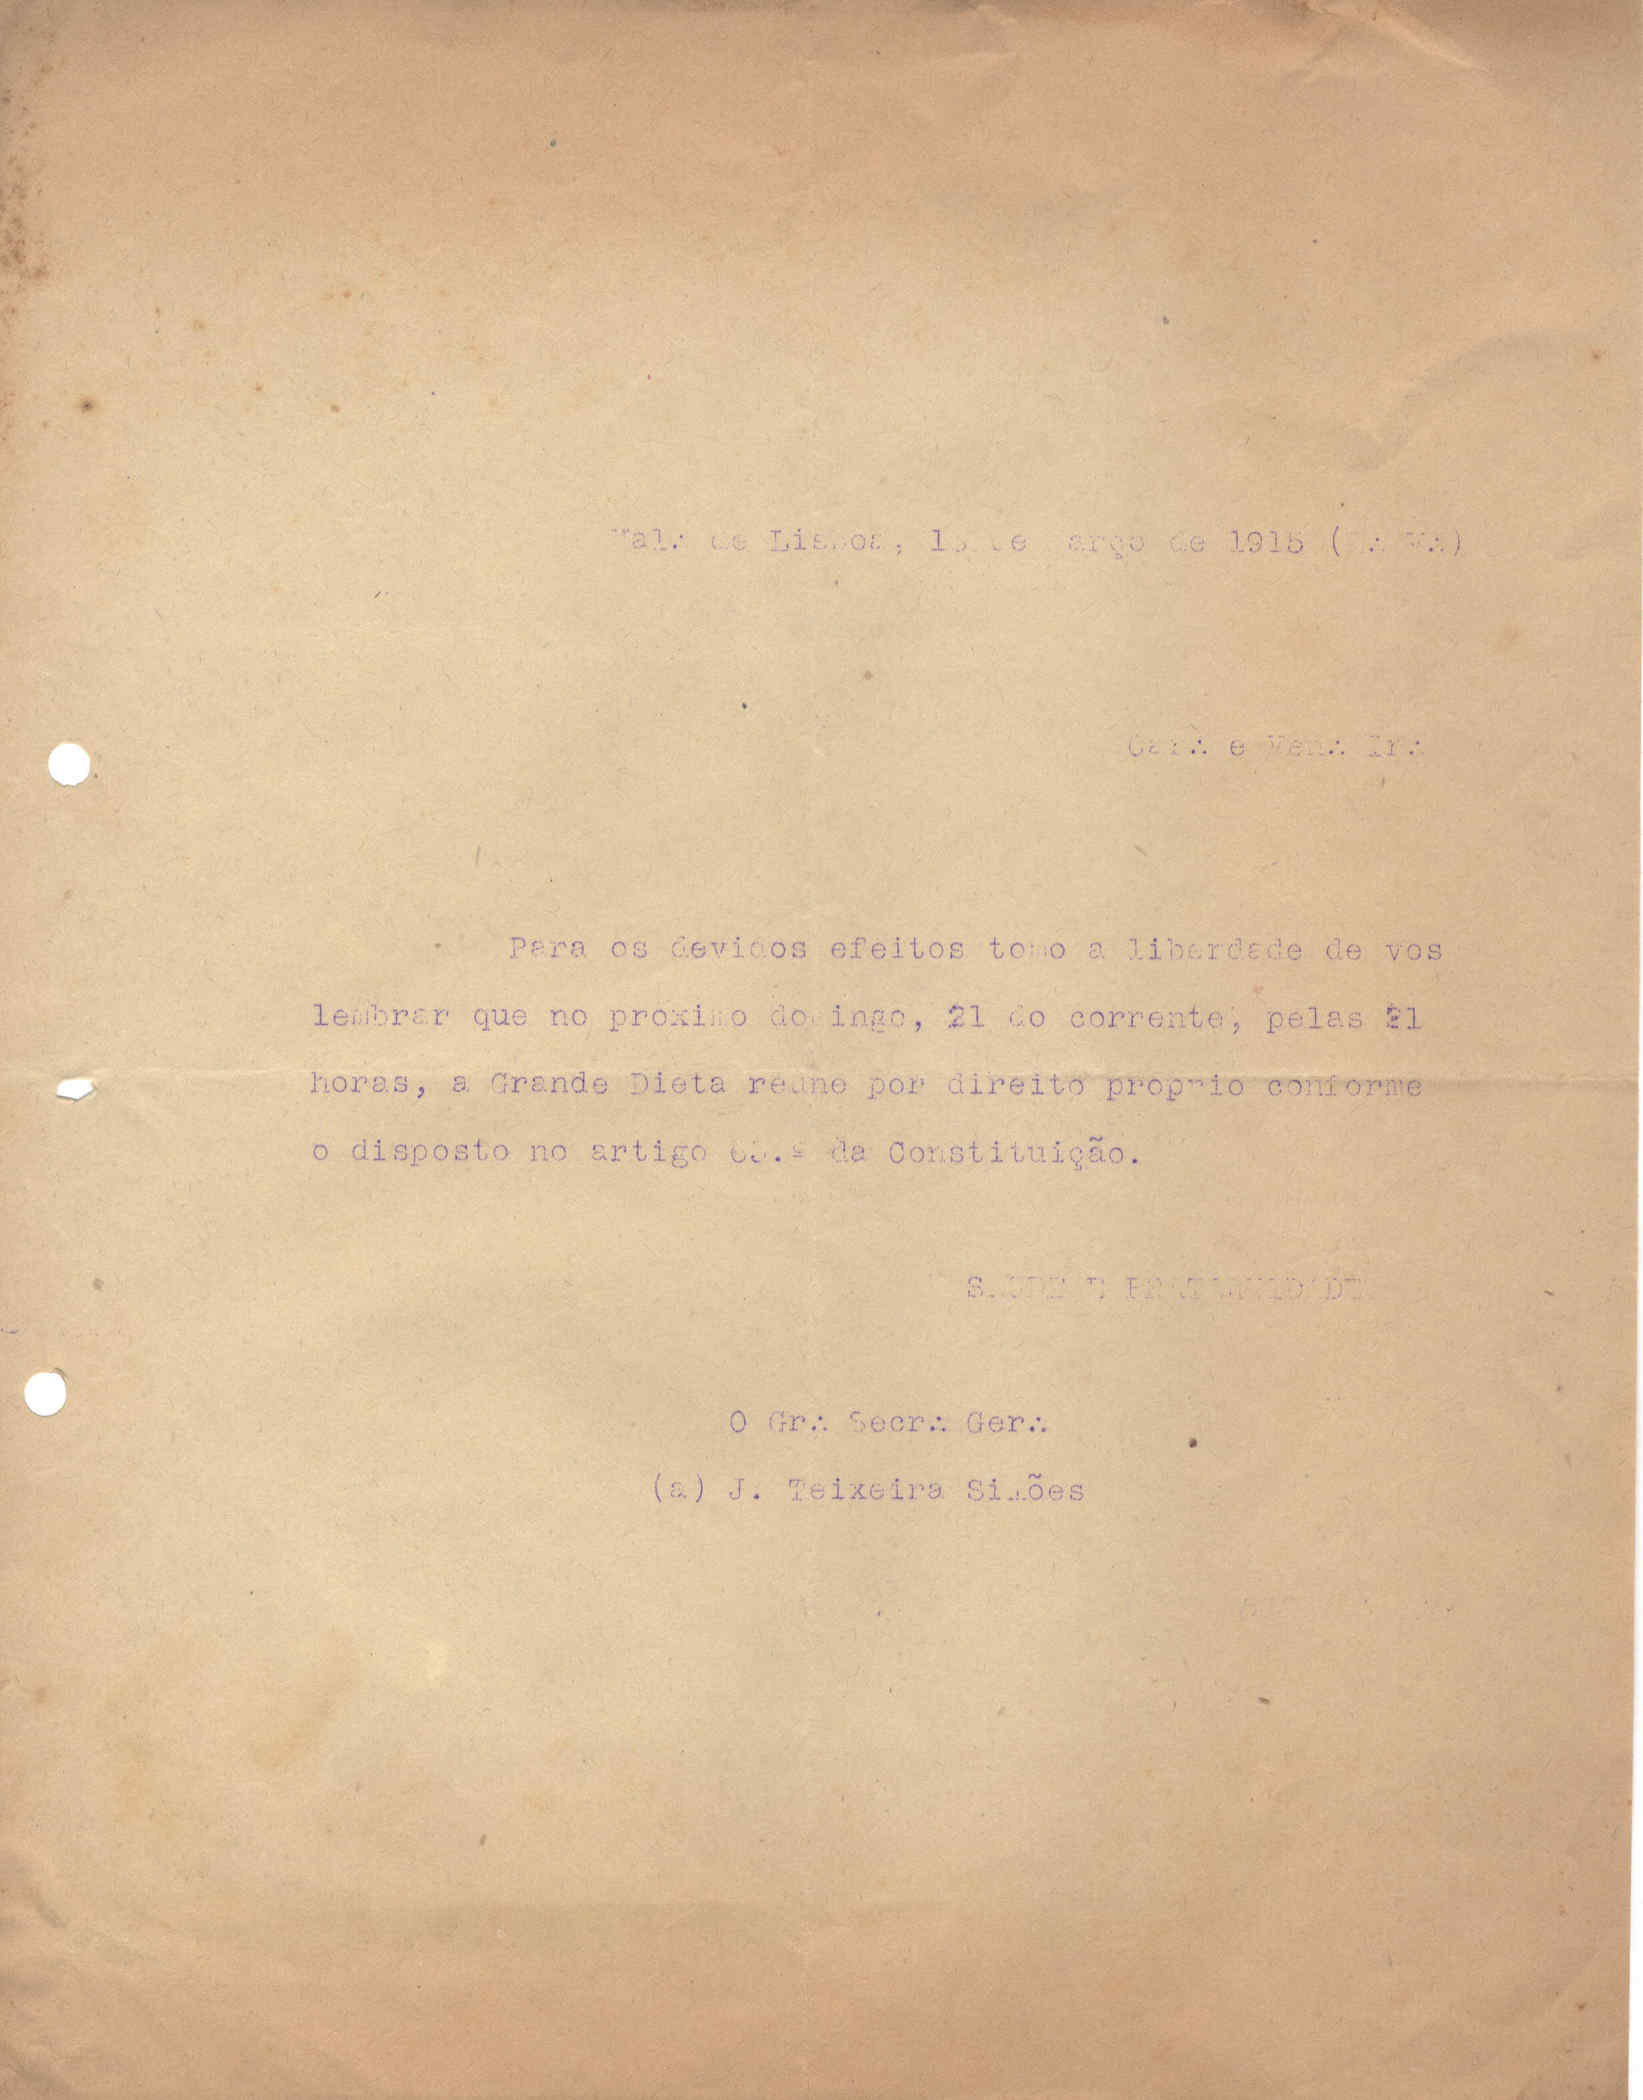 Val∴ de Lisboa, de Março de 1915 (E∴ V∴)
Car∴ e Ven∴ Ir∴
Para os devidos efeitos tomo a liberdade de vos
lembrar que no proximo domingo, 21 do corrente, pelas 21
horas, a Grande Dieta reune por direito proprio conforme
o disposto no artigo da Constituição.
SAUDE E FRATERNIDADE
O Gr∴ Secr∴ Ger∴
(a) J. Teixeira Simões